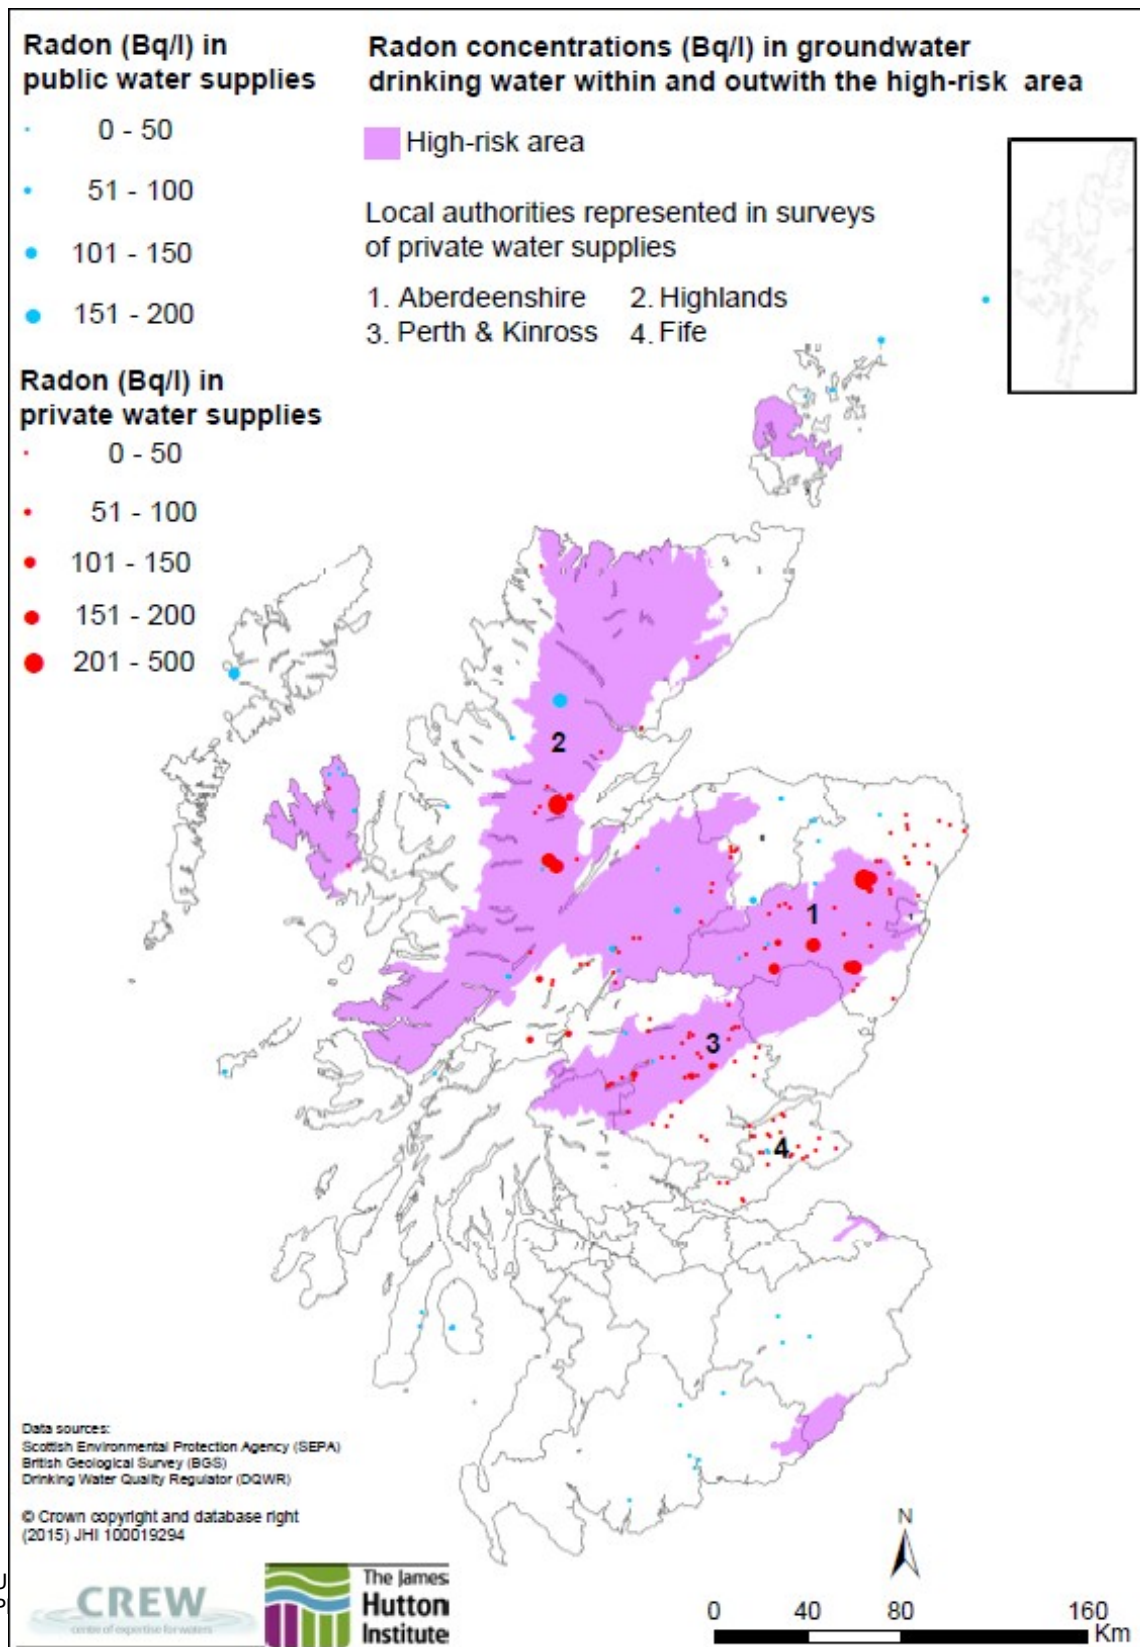 Radon (Bq/l) in
public water supplies
0 - 50
51 - 100
101 - 150
151 - 200
Radon (Bq/l) in
private water supplies
0 - 50
51 - 100
101 - 150
151 - 200
201 - 500
Radon concentrations (Bq/l) in groundwater
drinking water within and outwith the high-risk area
High-risk area
Local authorities represented in surveys
of private water supplies
1. Aberdeenshire 2. Highlands
3. Perth & Kinross 4. Fife
2
1
3
4
Data sources:
Scottish Environmental Protection Agency (SEPA)
British Geological Survey (BGS)
Drinking Water Quality Regulator (DQWR)
© Crown copyright and database right
(2015) JHI 100019294
CREW
centre of expertise for waters
The James
Hutton
Institute
N
0 40 80 160
Km